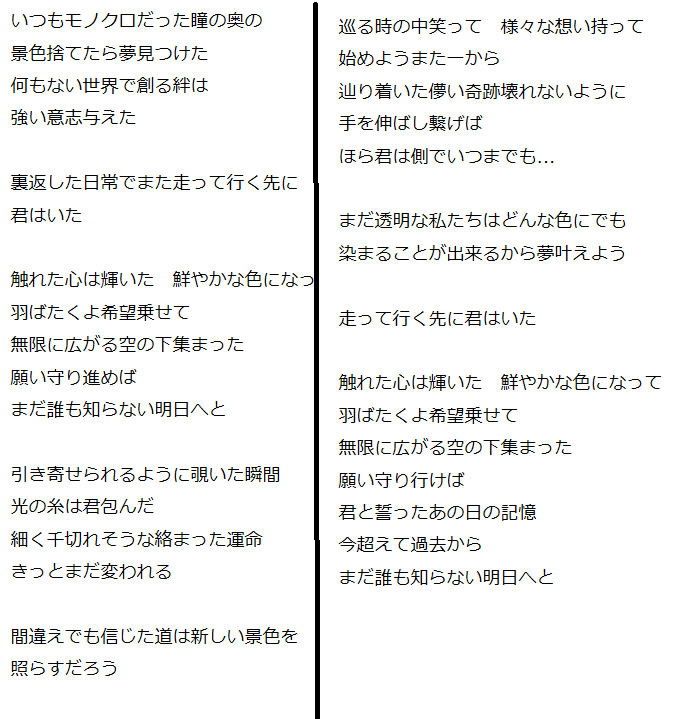 いつもモノクロだった瞳の奥の
景色捨てたら夢見つけた
何もない世界で創る絆は
強い意志与えた
裏返した日常でまた走って行く先に
君はいた
触れた心は輝いた　鮮やかな色になっ
羽ばたくよ希望乗せて
無限に広がる空の下集まった
願い守り進めば
まだ誰も知らない明日へと
引き寄せられるように覗いた瞬間
光の糸は君包んだ
細く千切れそうな絡まった運命
きっとまだ変われる
間違えでも信じた道は新しい景色を
照らすだろう
巡る時の中笑って　様々な想い持って
始めようまた一から
辿り着いた儚い奇跡壊れないように
手を伸ばし繋げば
ほら君は側でいつまでも…
まだ透明な私たちはどんな色にでも
染まることが出来るから夢叶えよう
走って行く先に君はいた
触れた心は輝いた　鮮やかな色になって
羽ばたくよ希望乗せて
無限に広がる空の下集まった
願い守り行けば
君と誓ったあの日の記憶
今超えて過去から
まだ誰も知らない明日へと